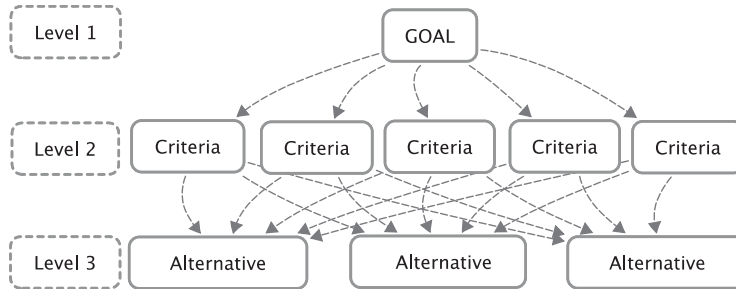 Level 1
GOAL
Level 2
Criteria
Criteria
Criteria
Criteria
Criteria
Level 3
Alternative
Alternative
Alternative